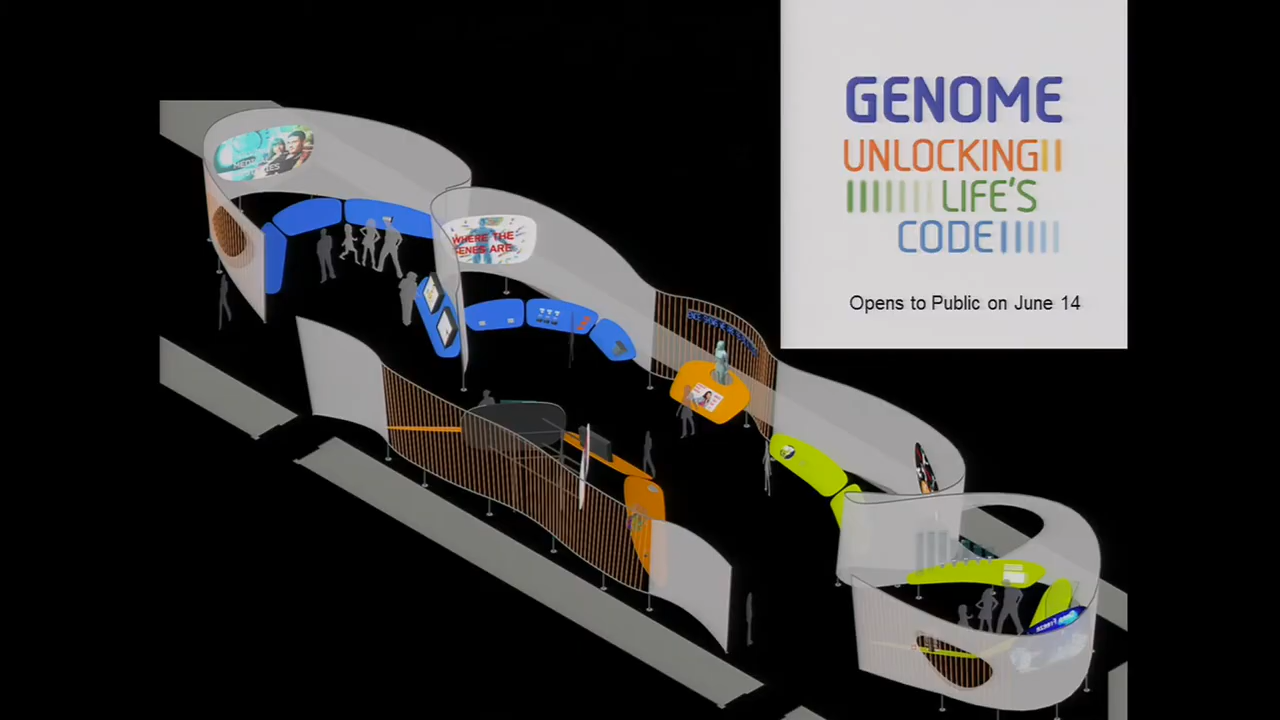 GENOME
UNLOCKING
LIFE'S
CODE
Opens to Public on June 14
WHERE THE
GENES ARE